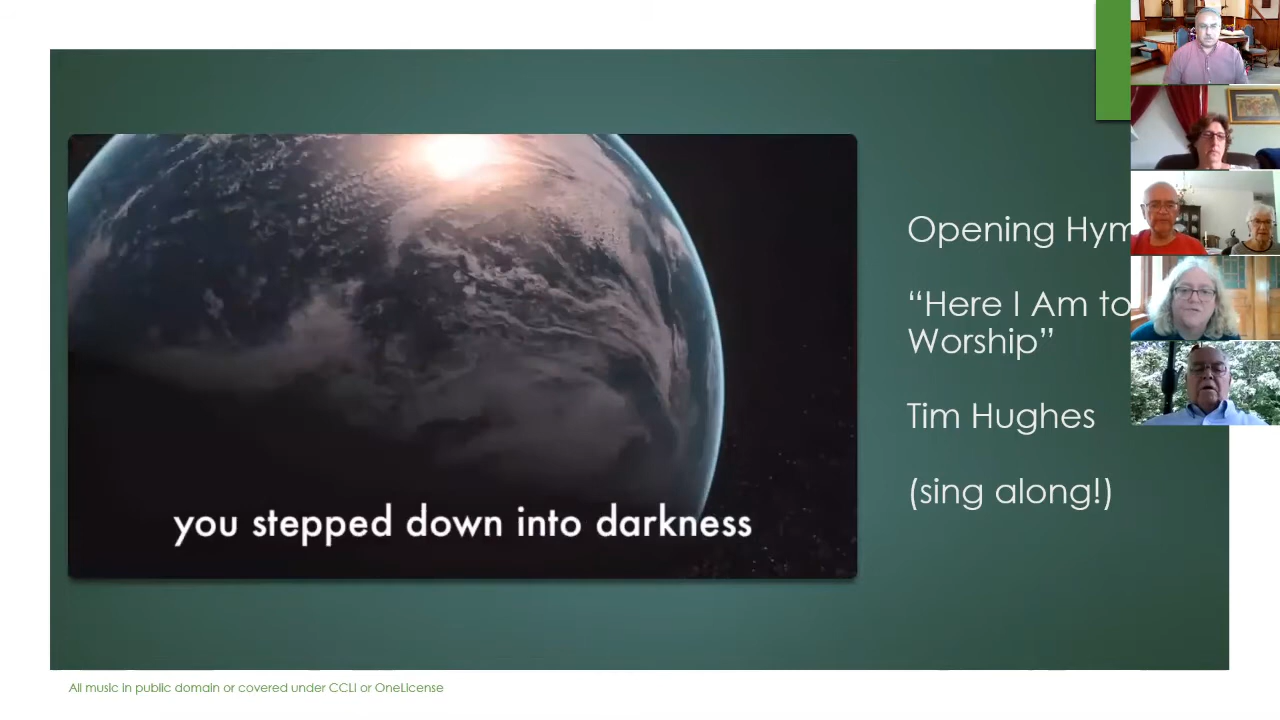 Opening Hym
“Here I Am to
Worship”
Tim Hughes
(sing along!)
you stepped down into darkness
All music in public domain or covered under CCLI or OneLicense